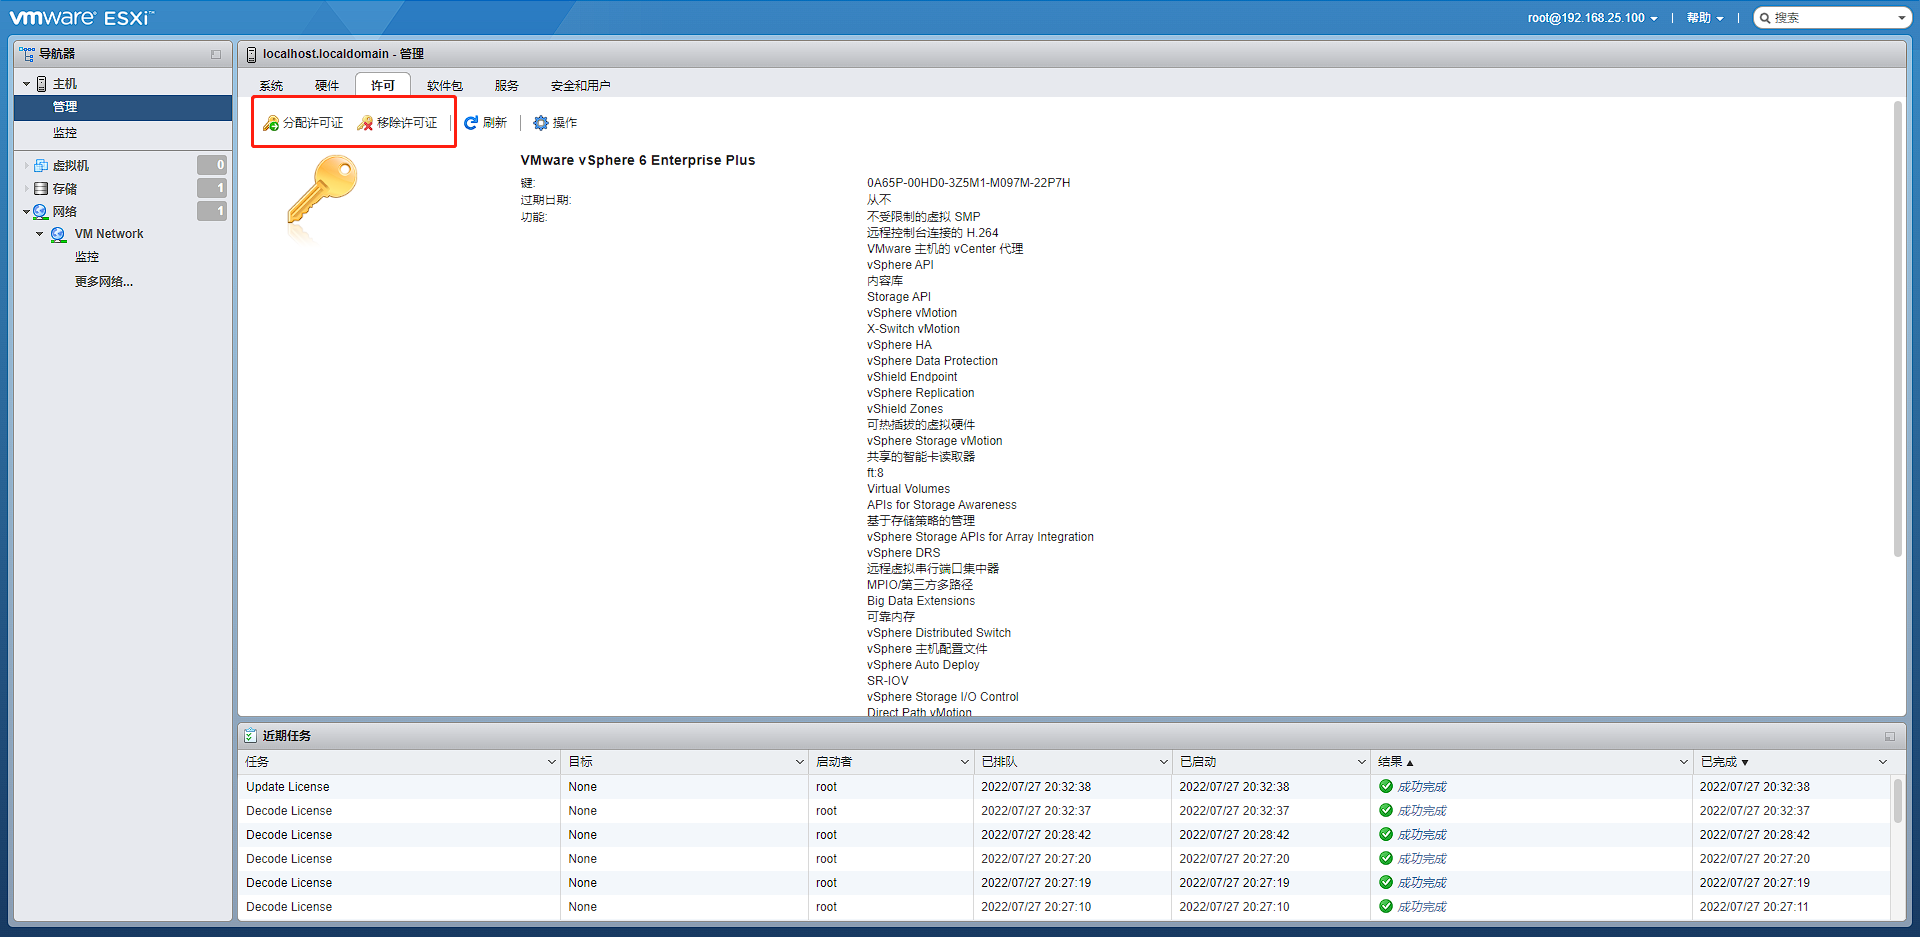 vmware® ESXi™
root@192.168.25.100 | 帮助 | 搜索
导航器
主机
管理
监控
虚拟机 0
存储 1
网络 1
VM Network
监控
更多网络...
localhost.localdomain - 管理
系统 硬件 许可 软件包 服务 安全和用户
分配许可证 移除许可证 | 刷新 | 操作
VMware vSphere 6 Enterprise Plus
键: 0A65P-00HD0-3Z5M1-M097M-22P7H
过期日期: 从不
功能: 不受限制的虚拟 SMP
远程控制台连接的 H.264
VMware 主机的 vCenter 代理
vSphere API
内容库
Storage API
vSphere vMotion
X-Switch vMotion
vSphere HA
vSphere Data Protection
vShield Endpoint
vSphere Replication
vShield Zones
可热插拔的虚拟硬件
vSphere Storage vMotion
共享的智能卡读取器
ft:8
Virtual Volumes
APIs for Storage Awareness
基于存储策略的管理
vSphere Storage APIs for Array Integration
vSphere DRS
远程虚拟串行端口集中器
MPIO/第三方多路径
Big Data Extensions
可靠内存
vSphere Distributed Switch
vSphere 主机配置文件
vSphere Auto Deploy
SR-IOV
vSphere Storage I/O Control
Direct Path vMotion
近期任务
任务 目标 启动者 已排队 已启动 结果▲ 已完成▼
Update License None root 2022/07/27 20:32:38 2022/07/27 20:32:38 成功完成 2022/07/27 20:32:38
Decode License None root 2022/07/27 20:32:37 2022/07/27 20:32:37 成功完成 2022/07/27 20:32:37
Decode License None root 2022/07/27 20:28:42 2022/07/27 20:28:42 成功完成 2022/07/27 20:28:42
Decode License None root 2022/07/27 20:27:20 2022/07/27 20:27:20 成功完成 2022/07/27 20:27:20
Decode License None root 2022/07/27 20:27:19 2022/07/27 20:27:19 成功完成 2022/07/27 20:27:19
Decode License None root 2022/07/27 20:27:10 2022/07/27 20:27:10 成功完成 2022/07/27 20:27:11